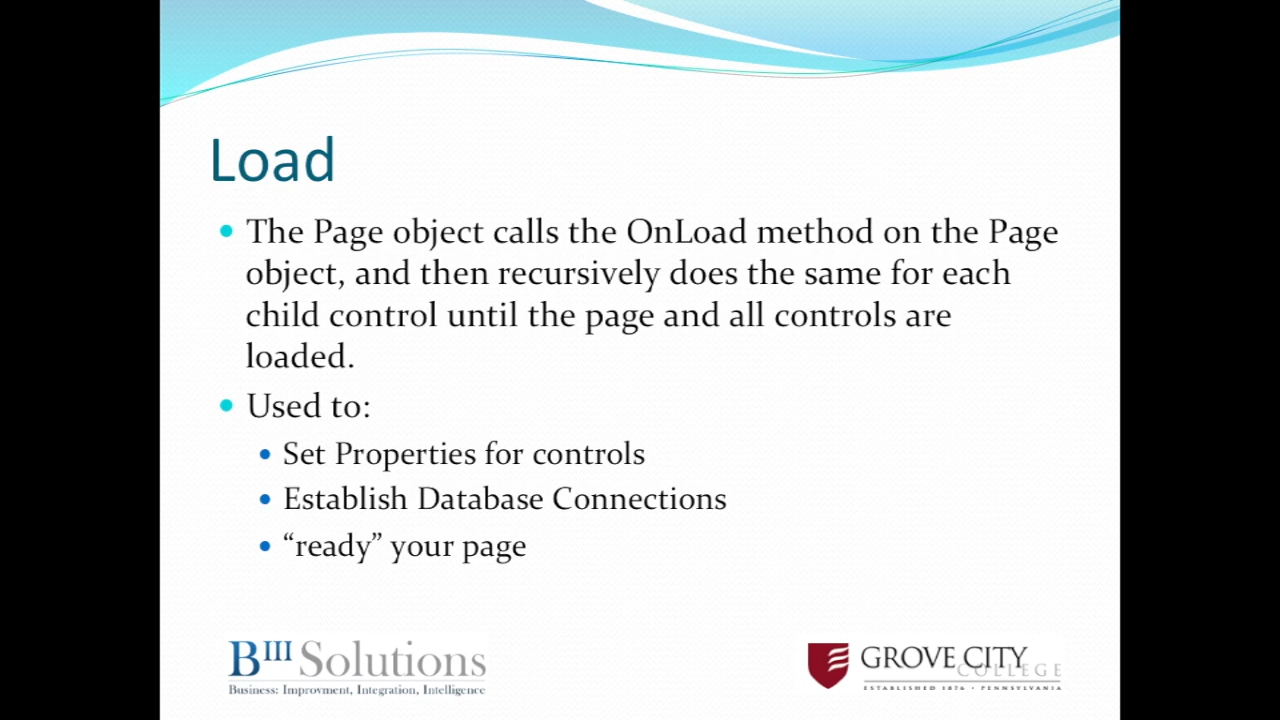 Load
The Page object calls the OnLoad method on the Page
object, and then recursively does the same for each
child control until the page and all controls are
loaded.
Used to:
Set Properties for controls
Establish Database Connections
“ready” your page
BIII Solutions
Business: Improvment, Integration, Intelligence
GROVE CITY
COLLEGE
ESTABLISHED 1876 • PENNSYLVANIA